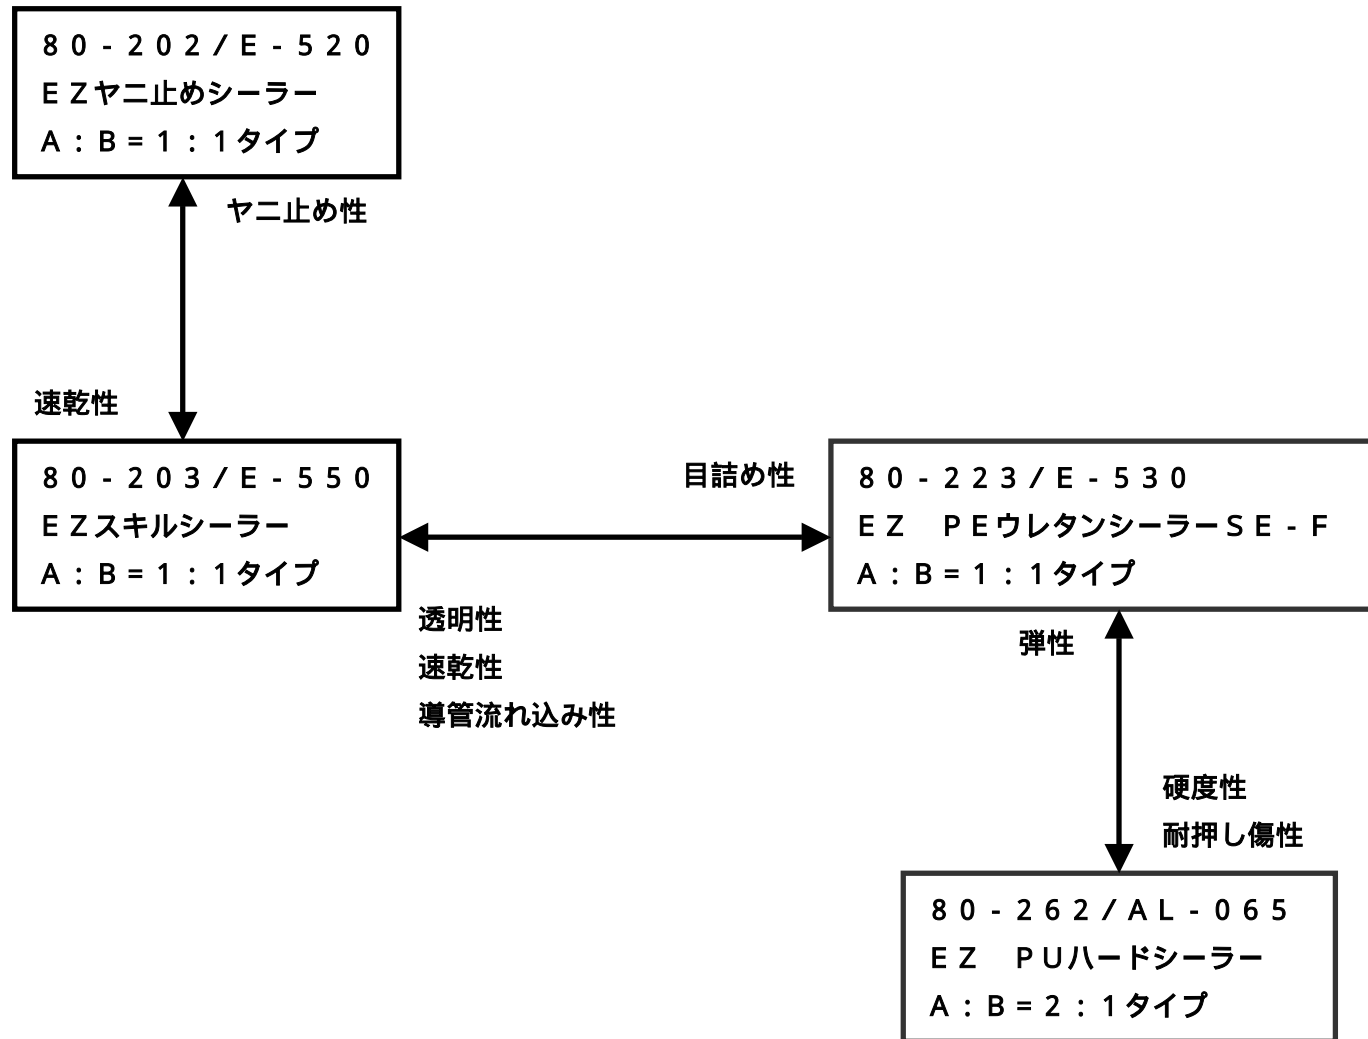 ８０－２０２／Ｅ－５２０
ＥＺヤニ止めシーラー
Ａ：Ｂ＝１：１タイプ
ヤニ止め性
速乾性
８０－２０３／Ｅ－５５０
ＥＺスキルシーラー
Ａ：Ｂ＝１：１タイプ
目詰め性
８０－２２３／Ｅ－５３０
ＥＺ　ＰＥウレタンシーラーＳＥ－Ｆ
Ａ：Ｂ＝１：１タイプ
透明性
速乾性
導管流れ込み性
弾性
硬度性
耐押し傷性
８０－２６２／ＡＬ－０６５
ＥＺ　ＰＵハードシーラー
Ａ：Ｂ＝２：１タイプ